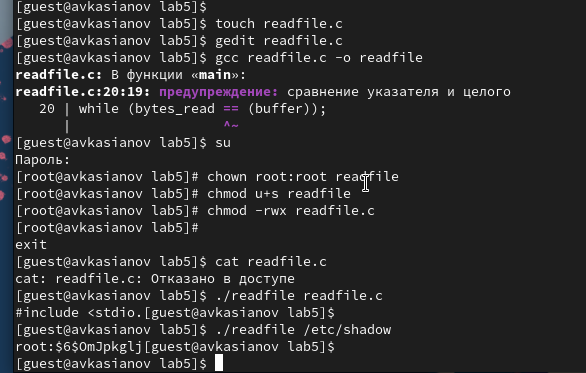 [guest@avkasianov lab5]$
[guest@avkasianov lab5]$ touch readfile.c
[guest@avkasianov lab5]$ gedit readfile.c
[guest@avkasianov lab5]$ gcc readfile.c -o readfile
readfile.c: В функции «main»:
readfile.c:20:19: предупреждение: сравнение указателя и целого
   20 | while (bytes_read == (buffer));
      |                   ^~
[guest@avkasianov lab5]$ su
Пароль:
[root@avkasianov lab5]# chown root:root readfile
[root@avkasianov lab5]# chmod u+s readfile
[root@avkasianov lab5]# chmod -rwx readfile.c
[root@avkasianov lab5]#
exit
[guest@avkasianov lab5]$ cat readfile.c
cat: readfile.c: Отказано в доступе
[guest@avkasianov lab5]$ ./readfile readfile.c
#include <stdio.[guest@avkasianov lab5]$
[guest@avkasianov lab5]$ ./readfile /etc/shadow
root:$6$OmJpkglj[guest@avkasianov lab5]$
[guest@avkasianov lab5]$